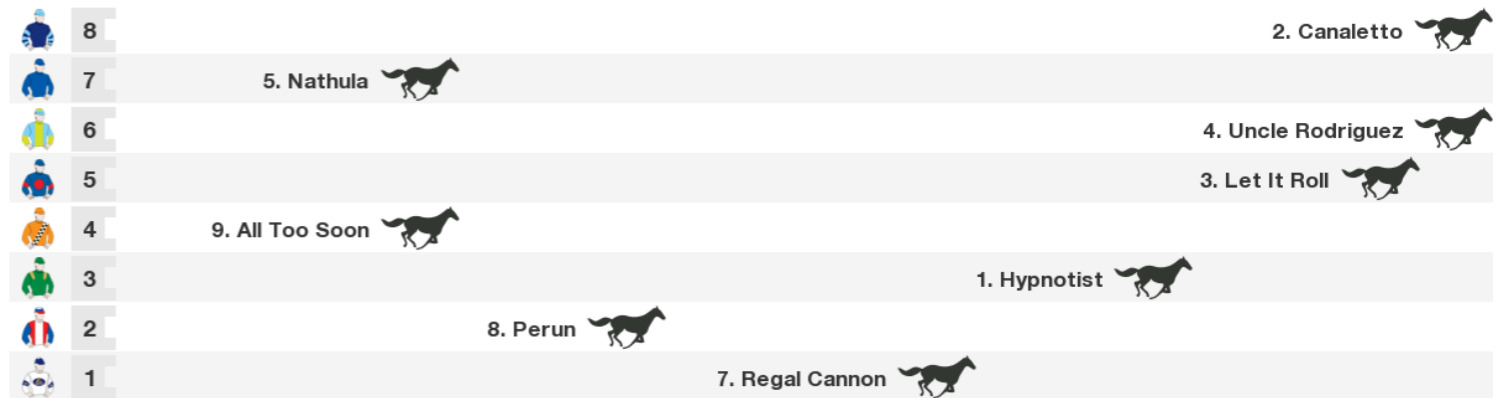 8 2. Canaletto
7 5. Nathula
6 4. Uncle Rodriguez
5 3. Let It Roll
4 9. All Too Soon
3 1. Hypnotist
2 8. Perun
1 7. Regal Cannon